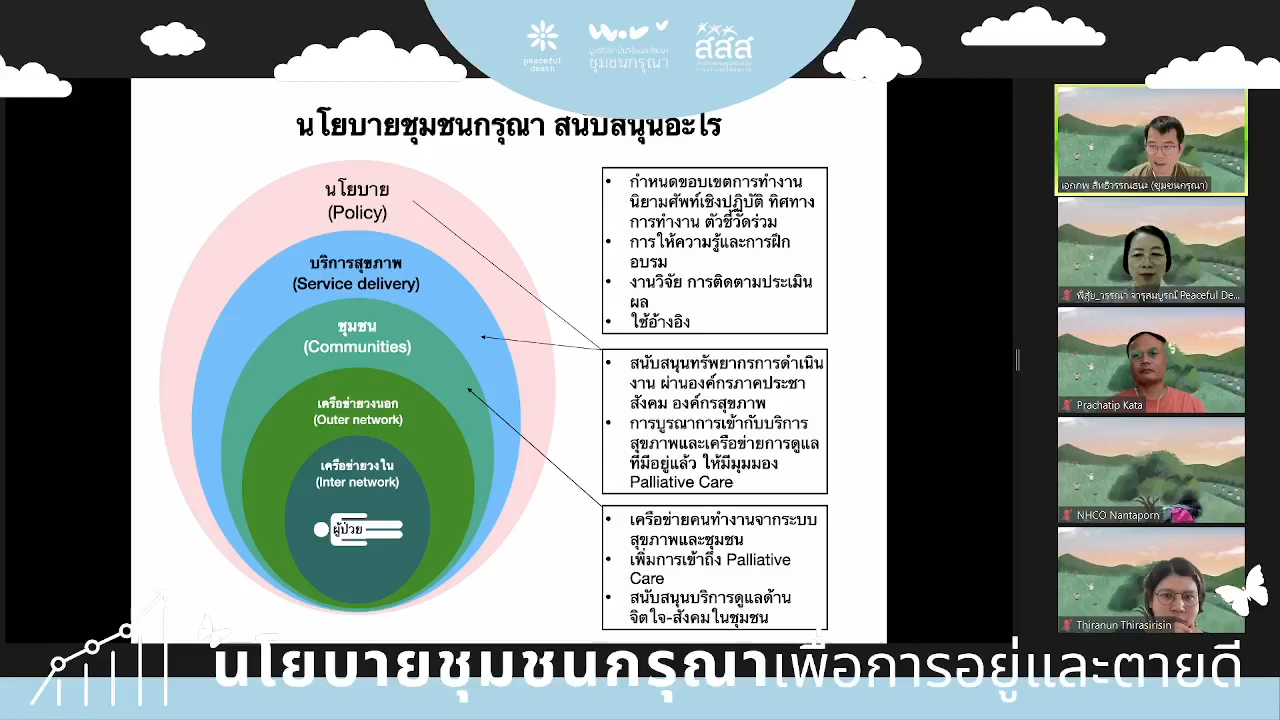 peaceful
death
ชุมชนกรุณา
สสส
นโยบายชุมชนกรุณา สนับสนุนอะไร
นโยบาย
(Policy)
บริการสุขภาพ
(Service delivery)
ชุมชน
(Communities)
เครือข่ายวงนอก
(Outer network)
เครือข่ายวงใน
(Inter network)
ผู้ป่วย
• กำหนดขอบเขตการทำงาน
นิยามศัพท์เชิงปฏิบัติ ทิศทาง
การทำงาน ตัวชี้วัดร่วม
• การให้ความรู้และการฝึก
อบรม
• งานวิจัย การติดตามประเมิน
ผล
• ใช้อ้างอิง
• สนับสนุนทรัพยากรการดำเนิน
งาน ผ่านองค์กรภาคประชา
สังคม องค์กรสุขภาพ
• การบูรณาการเข้ากับบริการ
สุขภาพและเครือข่ายการดูแล
ที่มีอยู่แล้ว ให้มีมุมมอง
Palliative Care
• เครือข่ายคนทำงานจากระบบ
สุขภาพและชุมชน
• เพิ่มการเข้าถึง Palliative
Care
• สนับสนุนบริการดูแลด้าน
จิตใจ-สังคมในชุมชน
เอกภพ สิทธิวรรณธนะ (ชุมชนกรุณา)
พี่สุ้ย_วรรณา จารุสมบูรณ์ Peaceful De...
Prachatip Kata
NHCO Nantaporn
Thiranun Thirasirisin
นโยบายชุมชนกรุณาเพื่อการอยู่และตายดี